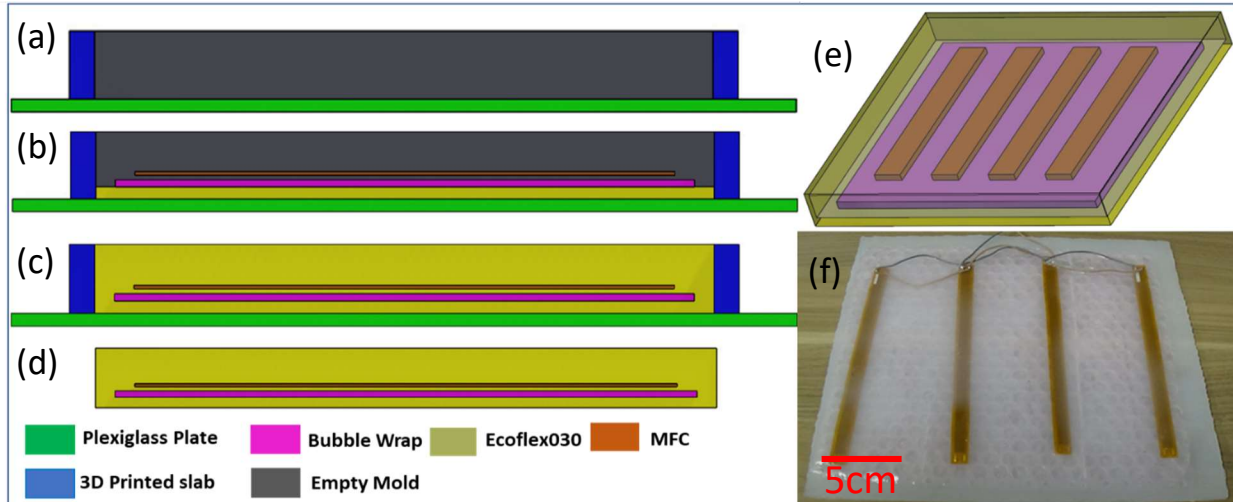 (a)
(b)
(c)
(d)
Plexiglass Plate
Bubble Wrap
Ecoflex030
MFC
3D Printed slab
Empty Mold
(e)
(f)
5cm